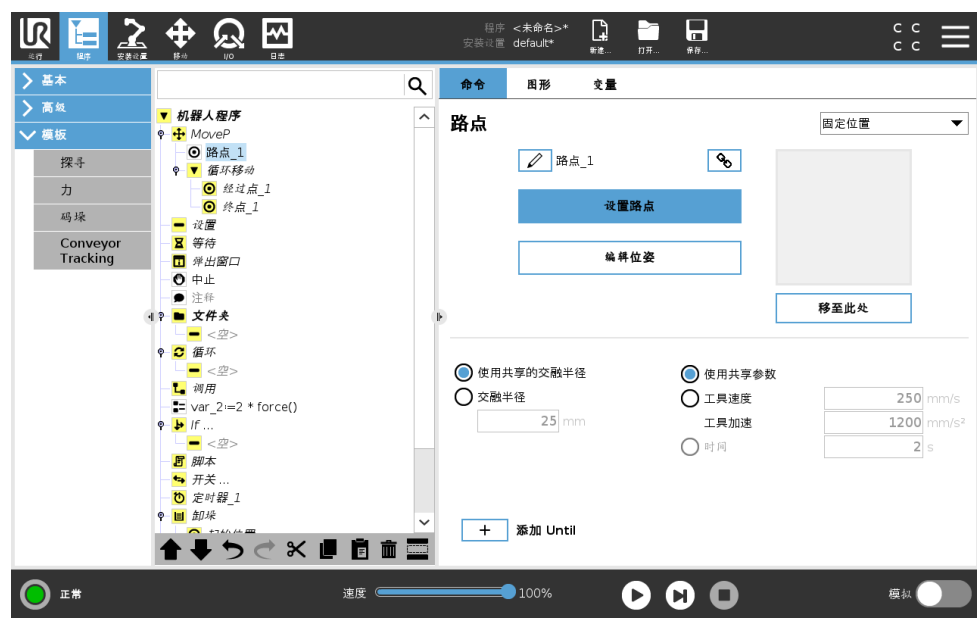 UR
运行
程序
安装设置
移动
I/O
日志
程序 <未命名>*
安装设置 default*
新建...
打开...
保存...
C C
C C
基本
高级
模板
探寻
力
码垛
Conveyor Tracking
机器人程序
MoveP
路点_1
循环移动
经过点_1
终点_1
设置
等待
弹出窗口
中止
注释
文件夹
<空>
循环
<空>
调用
var_2:=2 * force()
If ...
<空>
脚本
开关 ...
定时器_1
卸垛
命令
图形
变量
路点
固定位置
路点_1
设置路点
编辑位姿
移至此处
使用共享的交融半径
交融半径
25 mm
使用共享参数
工具速度 250 mm/s
工具加速 1200 mm/s²
时间 2 s
+ 添加 Until
正常
速度 100%
模拟